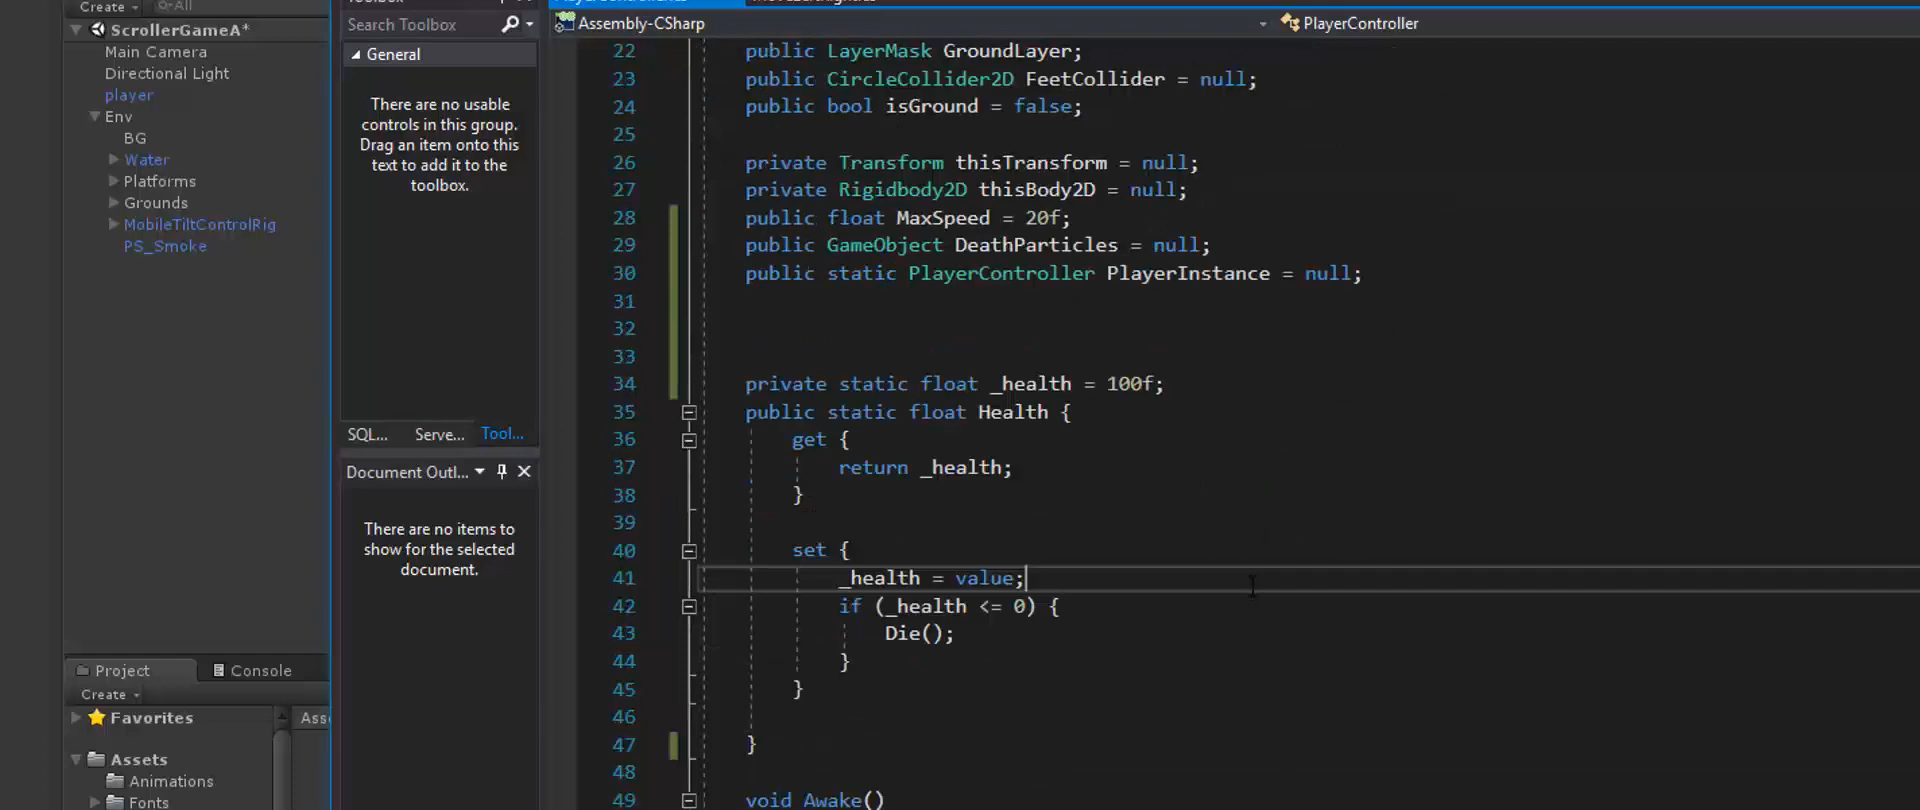 Create
All
ScrollerGameA*
Main Camera
Directional Light
player
Env
BG
Water
Platforms
Grounds
MobileTiltControlRig
PS_Smoke
Project
Console
Create
Favorites
Ass
Assets
Animations
Fonts
Search Toolbox
General
There are no usable
controls in this group.
Drag an item onto this
text to add it to the
toolbox.
SQL...
Serve...
Tool...
Document Outl...
There are no items to
show for the selected
document.
Assembly-CSharp
PlayerController
22 public LayerMask GroundLayer;
23 public CircleCollider2D FeetCollider = null;
24 public bool isGround = false;
25
26 private Transform thisTransform = null;
27 private Rigidbody2D thisBody2D = null;
28 public float MaxSpeed = 20f;
29 public GameObject DeathParticles = null;
30 public static PlayerController PlayerInstance = null;
31
32
33
34 private static float _health = 100f;
35 public static float Health {
36 get {
37 return _health;
38 }
39
40 set {
41 _health = value;
42 if (_health <= 0) {
43 Die();
44 }
45 }
46
47 }
48
49 void Awake()